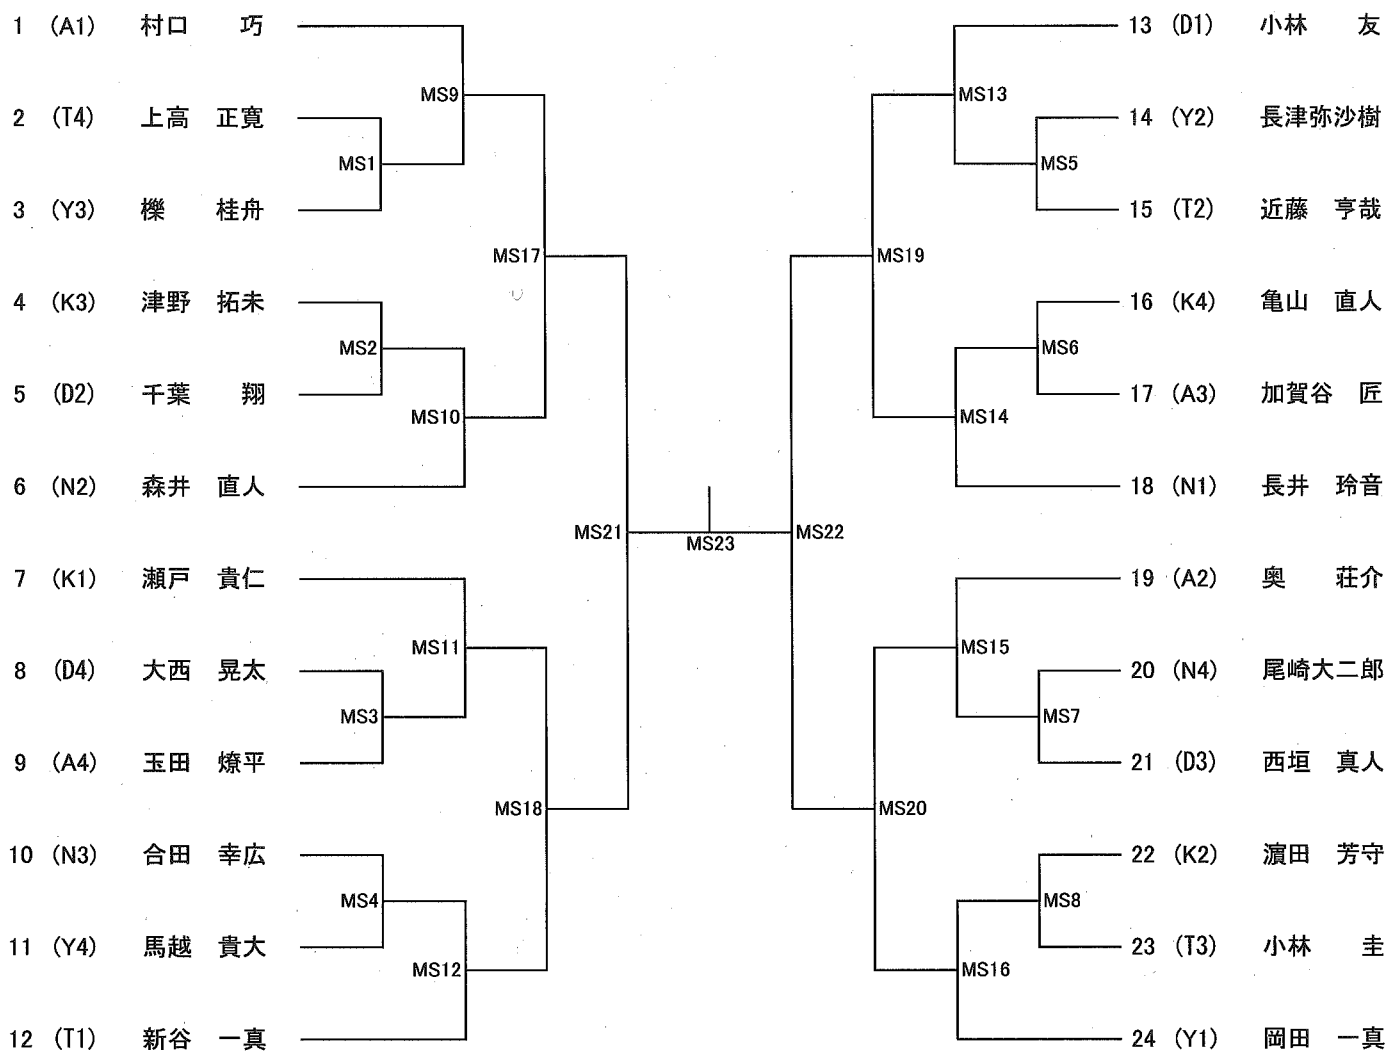 1 (A1) 村口 巧
2 (T4) 上高 正寛
3 (Y3) 櫟 桂舟
4 (K3) 津野 拓未
5 (D2) 千葉 翔
6 (N2) 森井 直人
7 (K1) 瀬戸 貴仁
8 (D4) 大西 晃太
9 (A4) 玉田 燎平
10 (N3) 合田 幸広
11 (Y4) 馬越 貴大
12 (T1) 新谷 一真
MS1
MS2
MS3
MS4
MS9
MS10
MS11
MS12
MS17
MS18
MS21
MS23
MS22
MS19
MS20
MS13
MS14
MS15
MS16
MS5
MS6
MS7
MS8
13 (D1) 小林 友
14 (Y2) 長津弥沙樹
15 (T2) 近藤 亨哉
16 (K4) 亀山 直人
17 (A3) 加賀谷 匠
18 (N1) 長井 玲音
19 (A2) 奥 荘介
20 (N4) 尾崎大二郎
21 (D3) 西垣 真人
22 (K2) 濵田 芳守
23 (T3) 小林 圭
24 (Y1) 岡田 一真